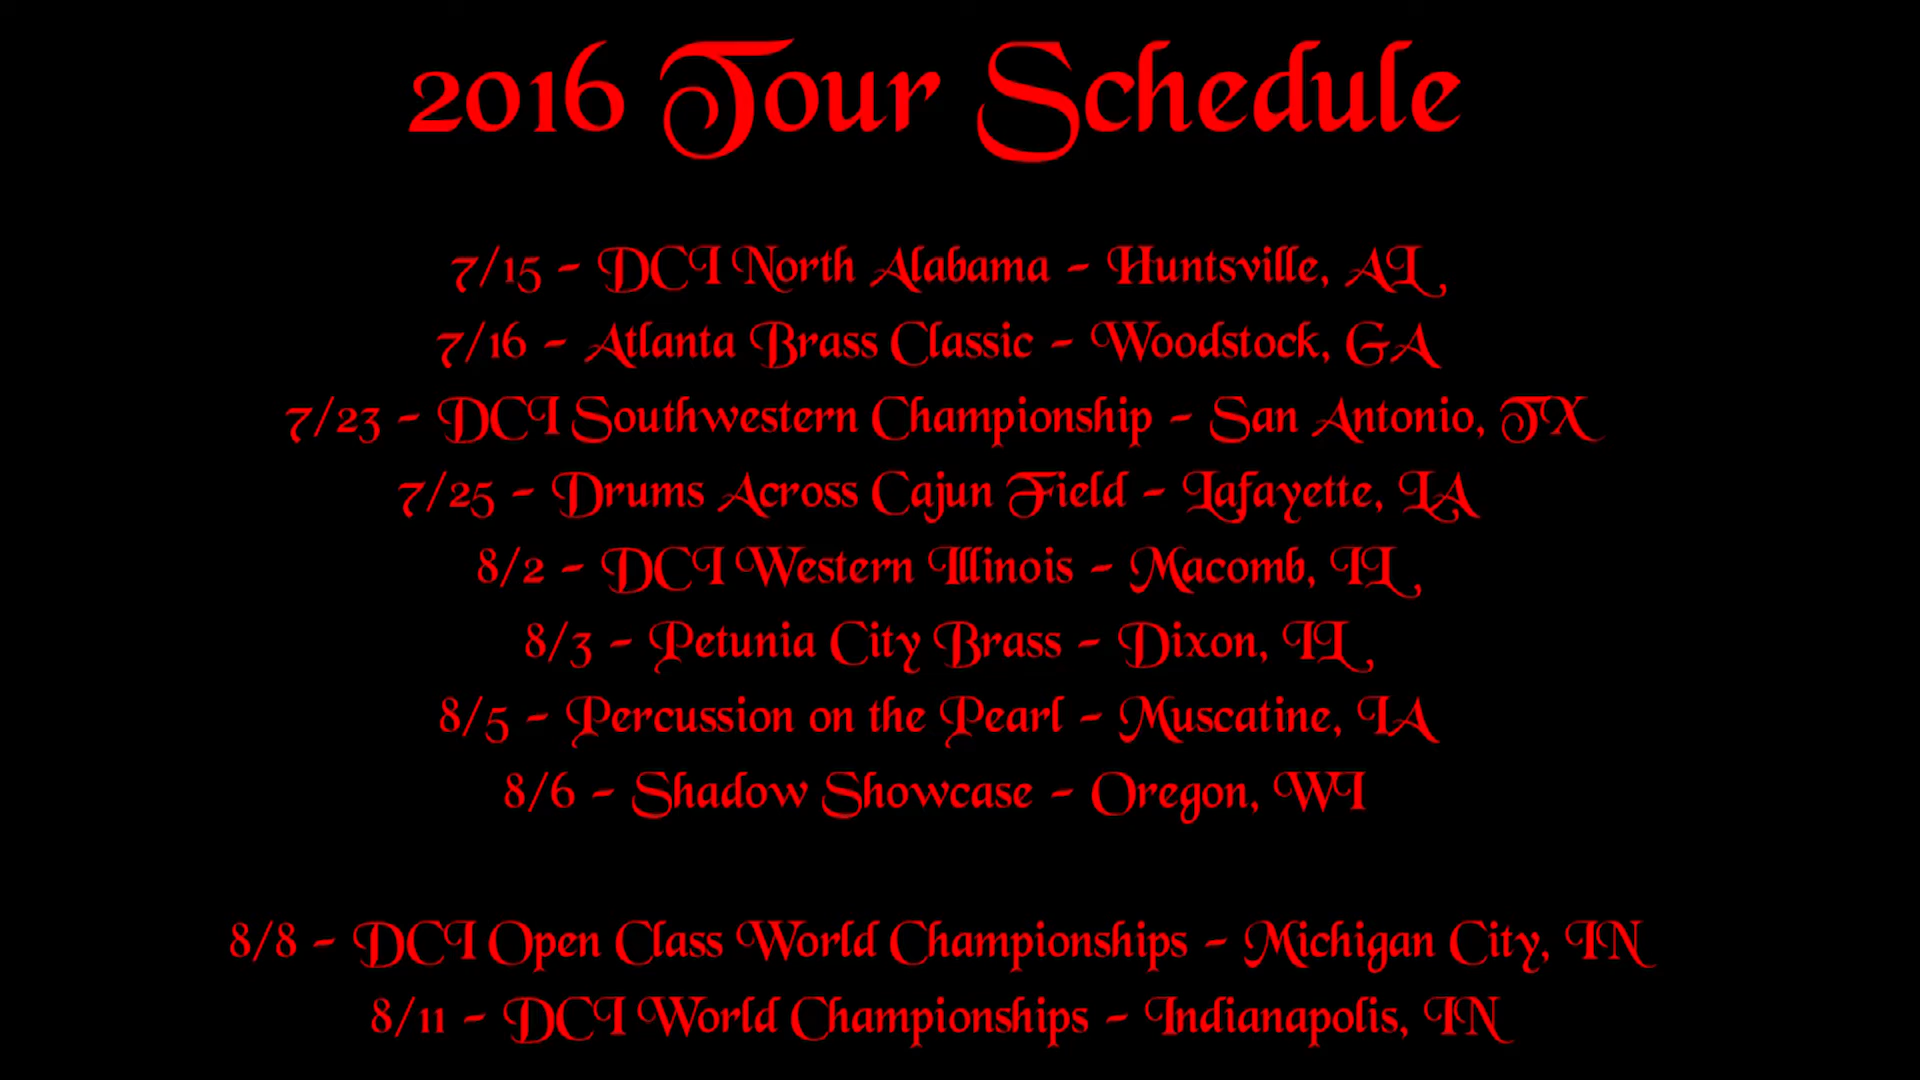 2016 Tour Schedule
7/15 - DCI North Alabama - Huntsville, AL
7/16 - Atlanta Brass Classic - Woodstock, GA
7/23 - DCI Southwestern Championship - San Antonio, TX
7/25 - Drums Across Cajun Field - Lafayette, LA
8/2 - DCI Western Illinois - Macomb, IL
8/3 - Petunia City Brass - Dixon, IL
8/5 - Percussion on the Pearl - Muscatine, IA
8/6 - Shadow Showcase - Oregon, WI
8/8 - DCI Open Class World Championships - Michigan City, IN
8/11 - DCI World Championships - Indianapolis, IN